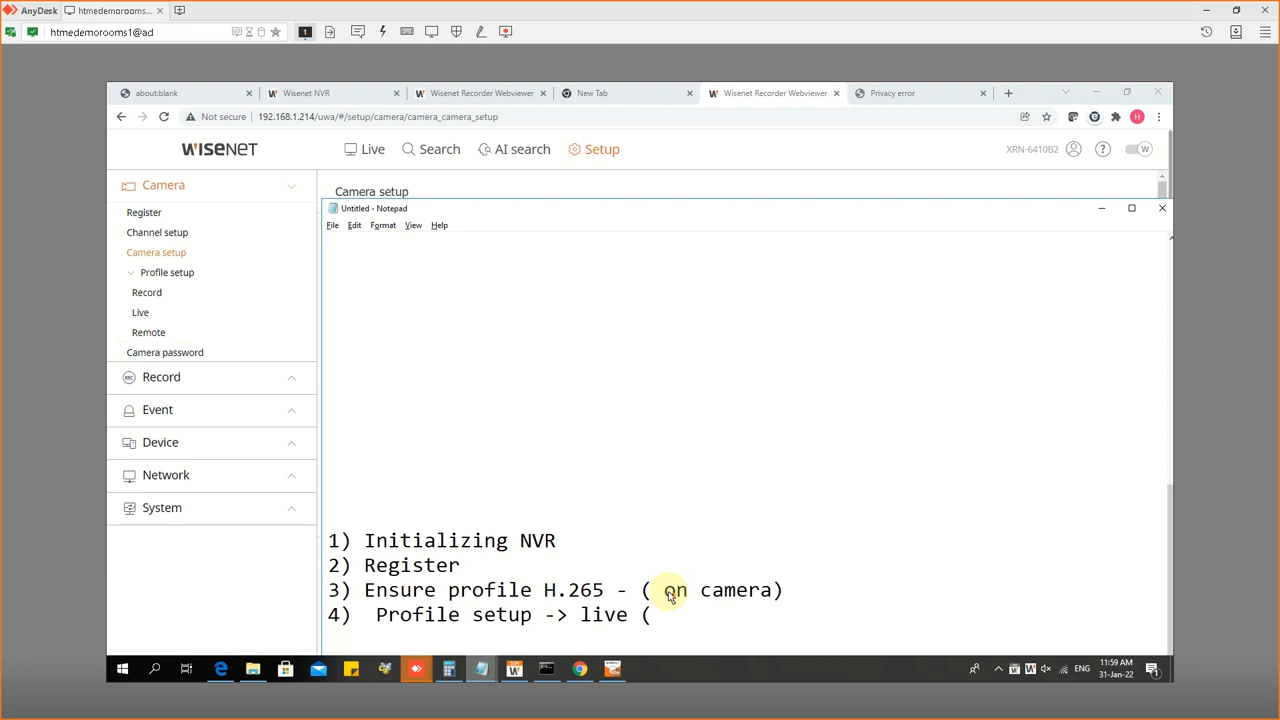 AnyDesk
htmedemorooms...
htmedemorooms1@ad
1
about:blank
Wisenet NVR
Wisenet Recorder Webviewer
New Tab
Wisenet Recorder Webviewer
Privacy error
Not secure
192.168.1.214/uwa/#/setup/camera/camera_camera_setup
H
WISENET
Live
Search
AI search
Setup
XRN-6410B2
W
Camera
Camera setup
Register
Channel setup
Camera setup
Profile setup
Record
Live
Remote
Camera password
Record
Event
Device
Network
System
Untitled - Notepad
File Edit Format View Help
1) Initializing NVR
2) Register
3) Ensure profile H.265 - ( on camera)
4)  Profile setup -> live (
ENG
11:59 AM
31-Jan-22
1